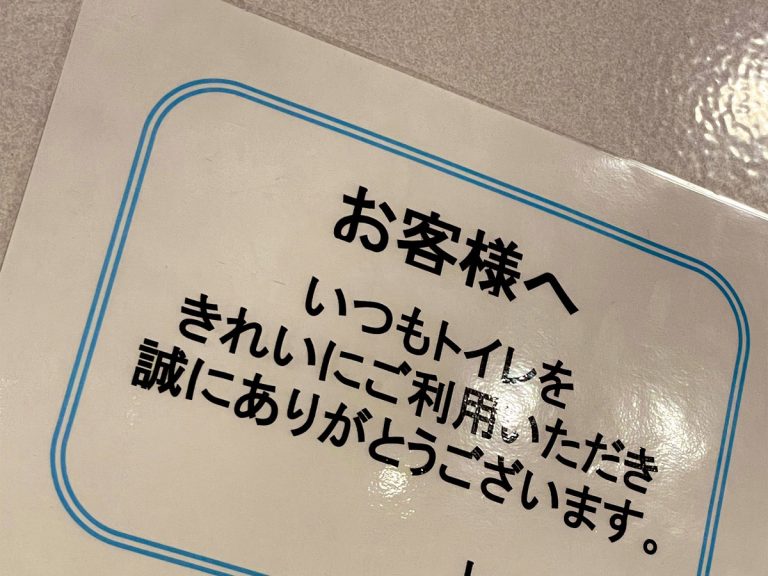 お客様へ
いつもトイレを
きれいにご利用いただき
誠にありがとうございます。